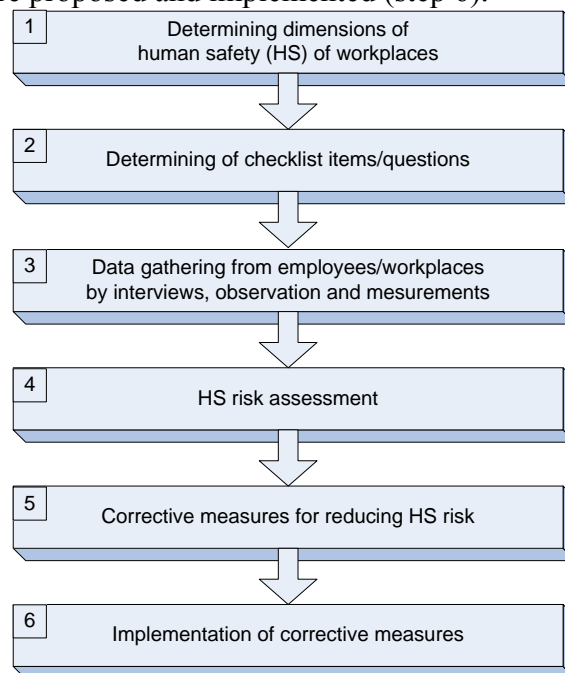 re proposed and implemented (step 6).
1
Determining dimensions of
human safety (HS) of workplaces
2
Determining of checklist items/questions
3
Data gathering from employees/workplaces
by interviews, observation and mesurements
4
HS risk assessment
5
Corrective measures for reducing HS risk
6
Implementation of corrective measures